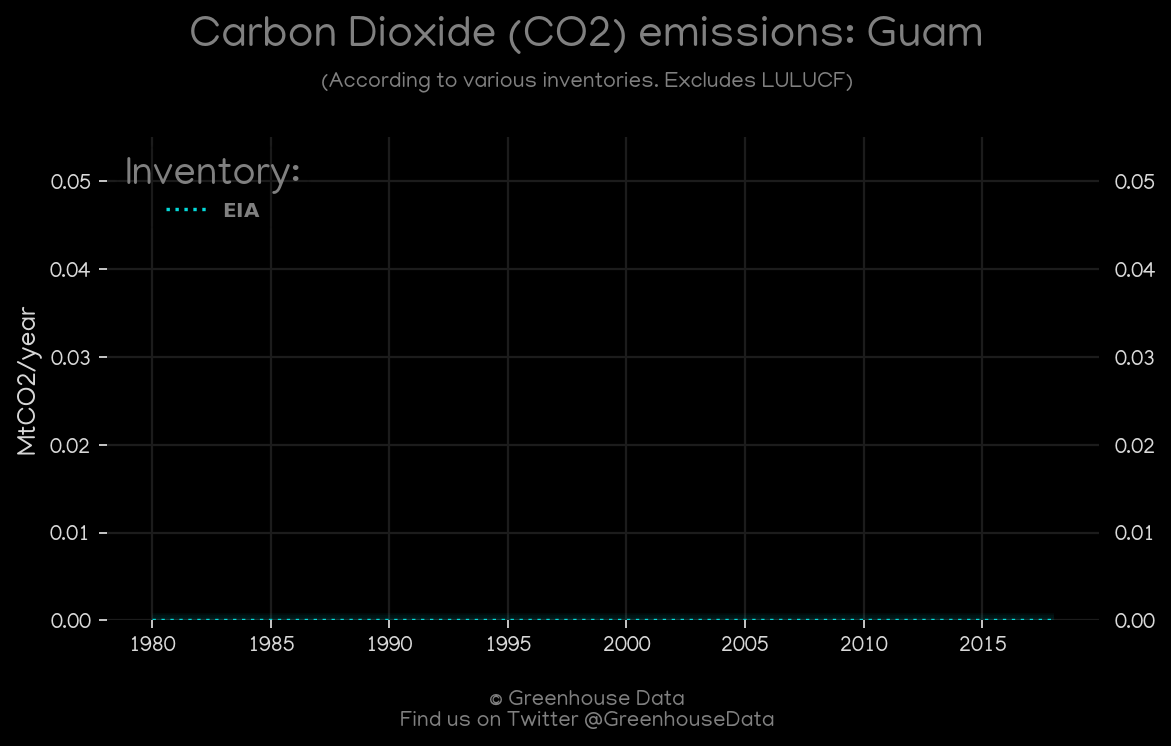 Carbon Dioxide (CO2) emissions: Guam
(According to various inventories. Excludes LULUCF)
Inventory:
EIA
MtCO2/year
0.05
0.04
0.03
0.02
0.01
0.00
0.05
0.04
0.03
0.02
0.01
0.00
1980 1985 1990 1995 2000 2005 2010 2015
© Greenhouse Data
Find us on Twitter @GreenhouseData